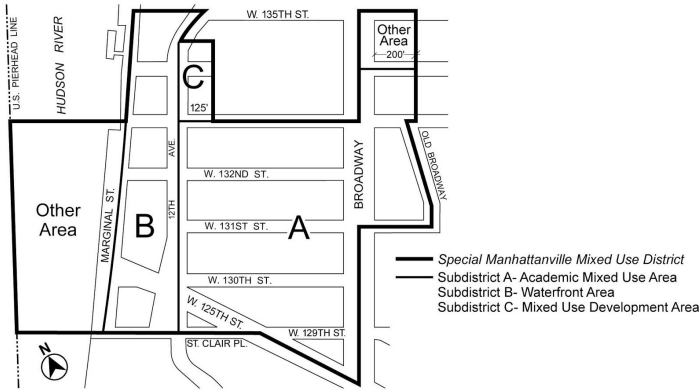 W. 135TH ST.
Other
Area
200'
U.S. PIERHEAD LINE
HUDSON RIVER
C
125'
AVE.
12TH
W. 132ND ST.
BROADWAY
OLD BROADWAY
Other
Area
MARGINAL ST.
B
W. 131ST ST.
A
W. 130TH ST.
W. 125TH ST.
W. 129TH ST.
ST. CLAIR PL.
N
Special Manhattanville Mixed Use District
Subdistrict A- Academic Mixed Use Area
Subdistrict B- Waterfront Area
Subdistrict C- Mixed Use Development Area